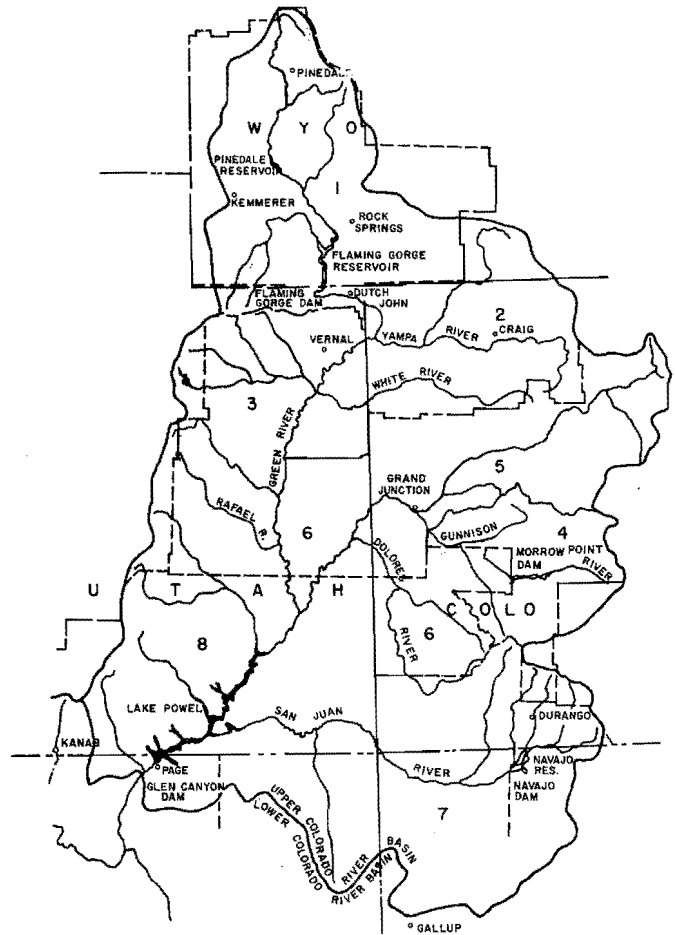 PINEDALE
W Y O
PINEDALE
RESERVOIR
1
KEMMERER
ROCK
SPRINGS
FLAMING GORGE
RESERVOIR
FLAMING
GORGE DAM
DUTCH
JOHN
2
VERNAL
YAMPA RIVER
CRAIG
WHITE RIVER
3
GREEN RIVER
5
GRAND
JUNCTION
RAFAEL R.
6
GUNNISON
4
DOLORES
MORROW POINT
DAM
RIVER
U T A H
COLO
RIVER
6
8
LAKE POWEL
SAN JUAN
DURANGO
KANAB
PAGE
GLEN CANYON
DAM
RIVER
NAVAJO
RES.
NAVAJO
DAM
7
UPPER COLORADO RIVER BASIN
LOWER COLORADO RIVER BASIN
GALLUP